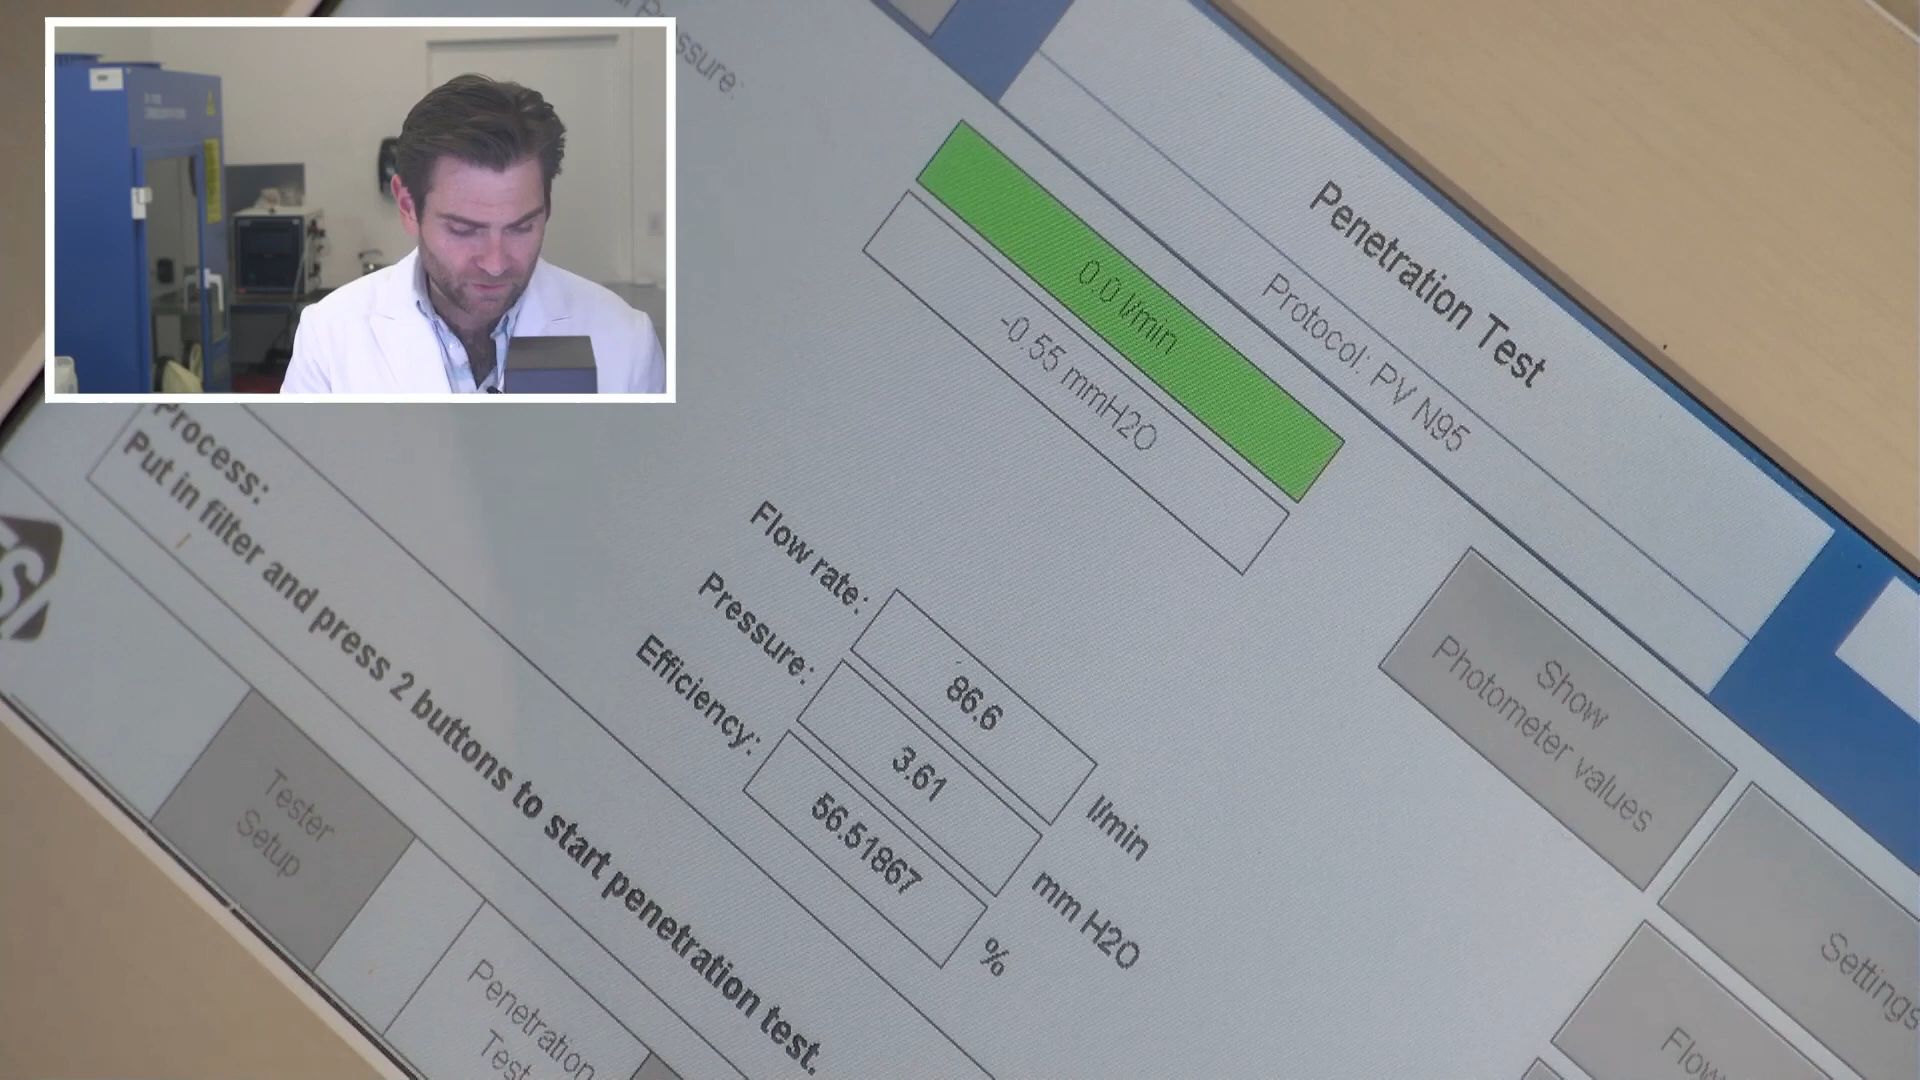 Penetration Test
Protocol: PV N95
0.0 l/min
-0.55 mmH2O
Flow rate: 86.6 l/min
Pressure: 3.61 mm H2O
Efficiency: 56.51867 %
Show
Photometer values
Settings
Flow
Process:
Put in filter and press 2 buttons to start penetration test.
Tester
Setup
Penetration
Test